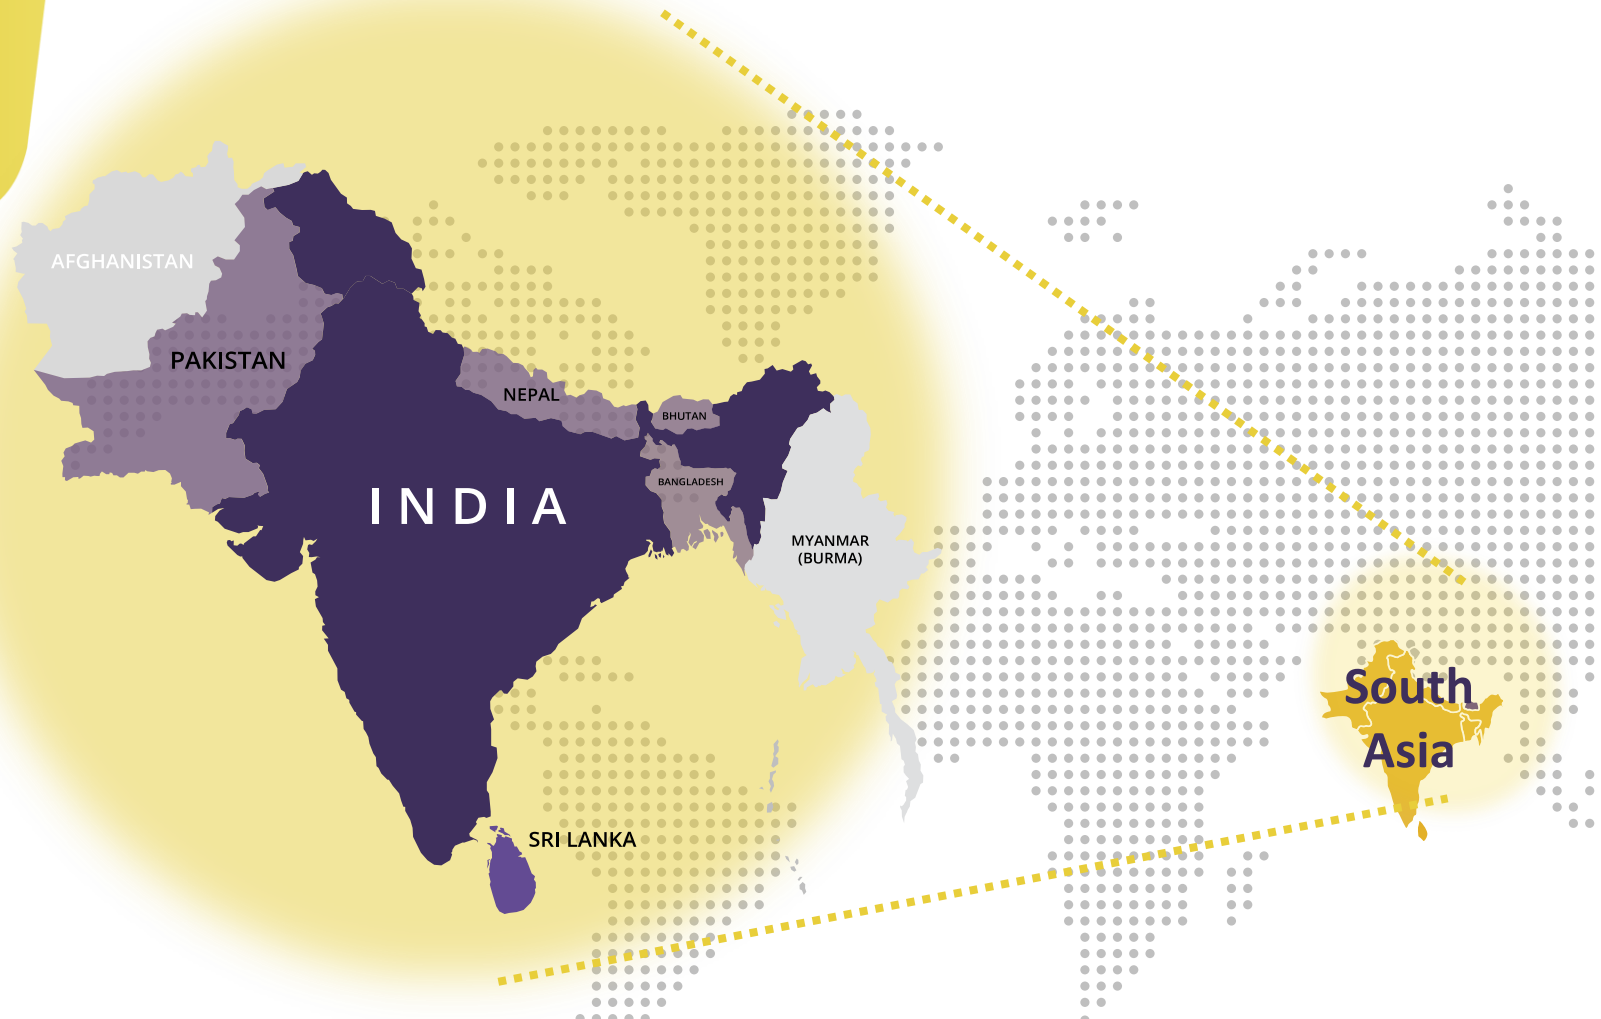 AFGHANISTAN
PAKISTAN
NEPAL
BHUTAN
BANGLADESH
INDIA
MYANMAR
(BURMA)
SRI LANKA
South
Asia